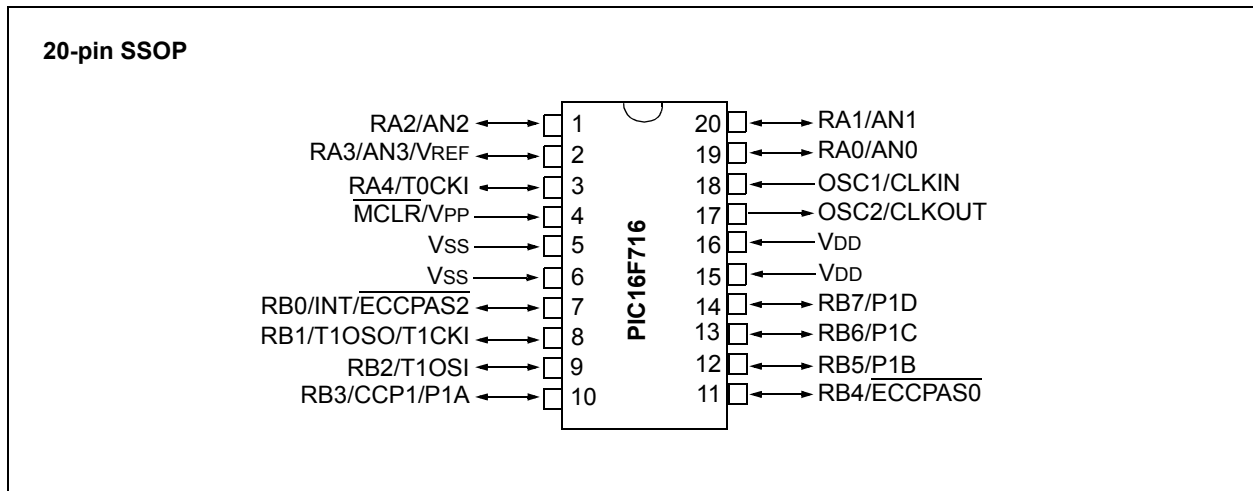 20-pin SSOP
RA2/AN2
RA3/AN3/VREF
RA4/T0CKI
MCLR/VPP
VSS
VSS
RB0/INT/ECCPAS2
RB1/T1OSO/T1CKI
RB2/T1OSI
RB3/CCP1/P1A
1
2
3
4
5
6
7
8
9
10
PIC16F716
20
19
18
17
16
15
14
13
12
11
RA1/AN1
RA0/AN0
OSC1/CLKIN
OSC2/CLKOUT
VDD
VDD
RB7/P1D
RB6/P1C
RB5/P1B
RB4/ECCPAS0